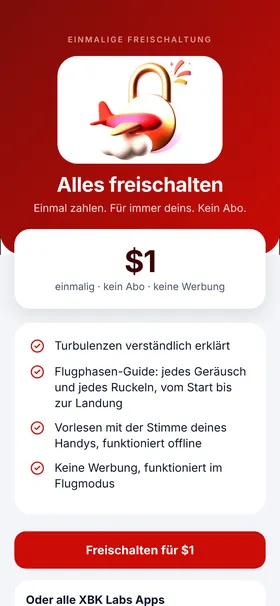 EINMALIGE FREISCHALTUNG
Alles freischalten
Einmal zahlen. Für immer deins. Kein Abo.
$1
einmalig · kein Abo · keine Werbung
Turbulenzen verständlich erklärt
Flugphasen-Guide: jedes Geräusch
und jedes Ruckeln, vom Start bis
zur Landung
Vorlesen mit der Stimme deines
Handys, funktioniert offline
Keine Werbung, funktioniert im
Flugmodus
Freischalten für $1
Oder alle XBK Labs Apps